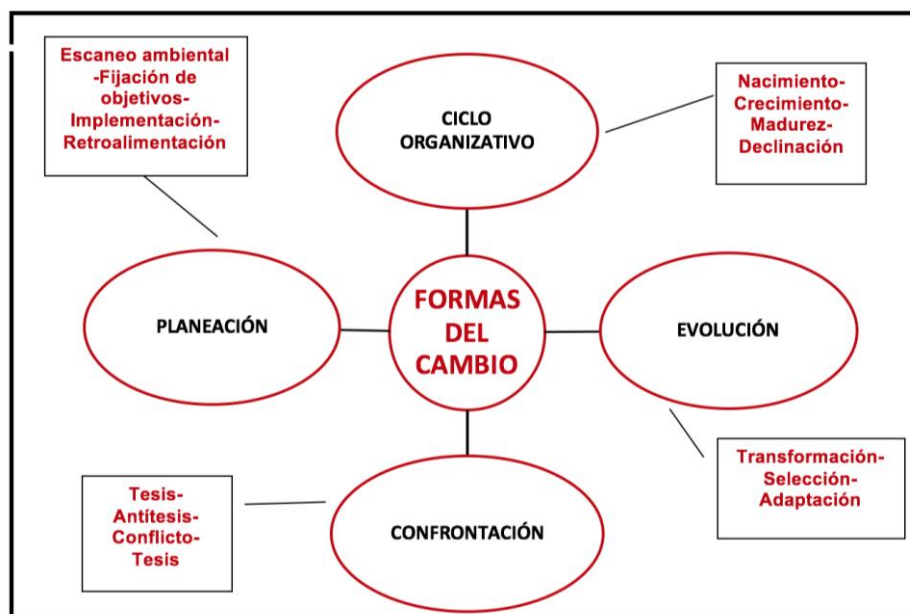 Escaneo ambiental
-Fijación de
objetivos-
Implementación-
Retroalimentación
CICLO
ORGANIZATIVO
Nacimiento-
Crecimiento-
Madurez-
Declinación
PLANEACIÓN
FORMAS
DEL
CAMBIO
EVOLUCIÓN
Tesis-
Antítesis-
Conflicto-
Tesis
CONFRONTACIÓN
Transformación-
Selección-
Adaptación